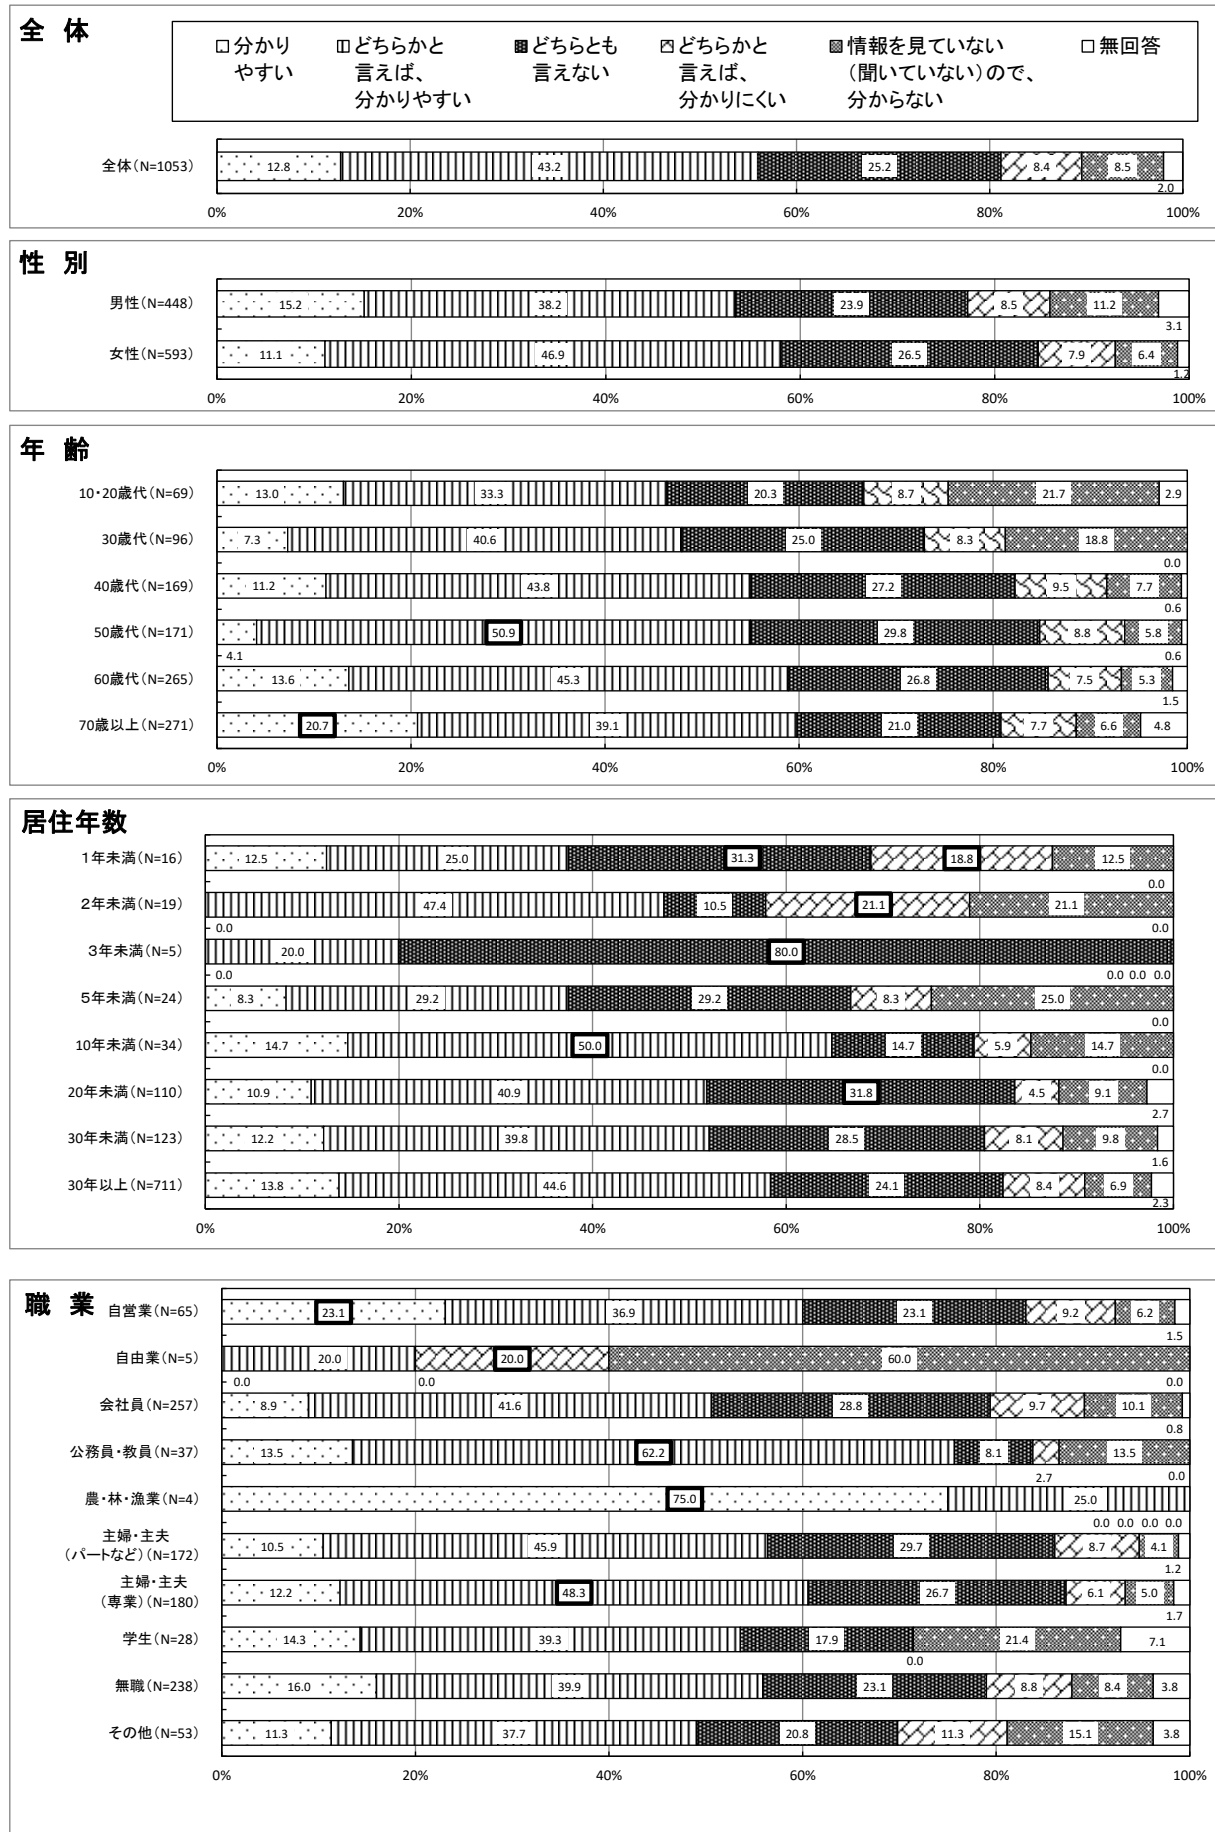 全 体
分かり
やすい
どちらかと
言えば、
分かりやすい
どちらとも
言えない
どちらかと
言えば、
分かりにくい
情報を見ていない
(聞いていない)ので、
分からない
無回答
全体(N=1053) 12.8 43.2 25.2 8.4 8.5
2.0
0% 20% 40% 60% 80% 100%
性 別
男性(N=448) 15.2 38.2 23.9 8.5 11.2
3.1
女性(N=593) 11.1 46.9 26.5 7.9 6.4
1.2
0% 20% 40% 60% 80% 100%
年 齢
10・20歳代(N=69) 13.0 33.3 20.3 8.7 21.7 2.9
30歳代(N=96) 7.3 40.6 25.0 8.3 18.8
0.0
40歳代(N=169) 11.2 43.8 27.2 9.5 7.7
0.6
50歳代(N=171) 50.9 29.8 8.8 5.8
4.1 0.6
60歳代(N=265) 13.6 45.3 26.8 7.5 5.3
1.5
70歳以上(N=271) 20.7 39.1 21.0 7.7 6.6 4.8
0% 20% 40% 60% 80% 100%
居住年数
1年未満(N=16) 12.5 25.0 31.3 18.8 12.5
0.0
2年未満(N=19) 47.4 10.5 21.1 21.1
0.0 0.0
3年未満(N=5) 20.0 80.0
0.0 0.0 0.0 0.0
5年未満(N=24) 8.3 29.2 29.2 8.3 25.0
0.0
10年未満(N=34) 14.7 50.0 14.7 5.9 14.7
0.0
20年未満(N=110) 10.9 40.9 31.8 4.5 9.1
2.7
30年未満(N=123) 12.2 39.8 28.5 8.1 9.8
1.6
30年以上(N=711) 13.8 44.6 24.1 8.4 6.9
2.3
0% 20% 40% 60% 80% 100%
職 業
自営業(N=65) 23.1 36.9 23.1 9.2 6.2
1.5
自由業(N=5) 20.0 20.0 60.0
0.0 0.0 0.0
会社員(N=257) 8.9 41.6 28.8 9.7 10.1
0.8
公務員・教員(N=37) 13.5 62.2 8.1 13.5
2.7 0.0
農・林・漁業(N=4) 75.0 25.0
0.0 0.0 0.0 0.0
主婦・主夫
(パートなど)(N=172) 10.5 45.9 29.7 8.7 4.1
1.2
主婦・主夫
(専業)(N=180) 12.2 48.3 26.7 6.1 5.0
1.7
学生(N=28) 14.3 39.3 17.9 21.4 7.1
0.0
無職(N=238) 16.0 39.9 23.1 8.8 8.4 3.8
その他(N=53) 11.3 37.7 20.8 11.3 15.1 3.8
0% 20% 40% 60% 80% 100%